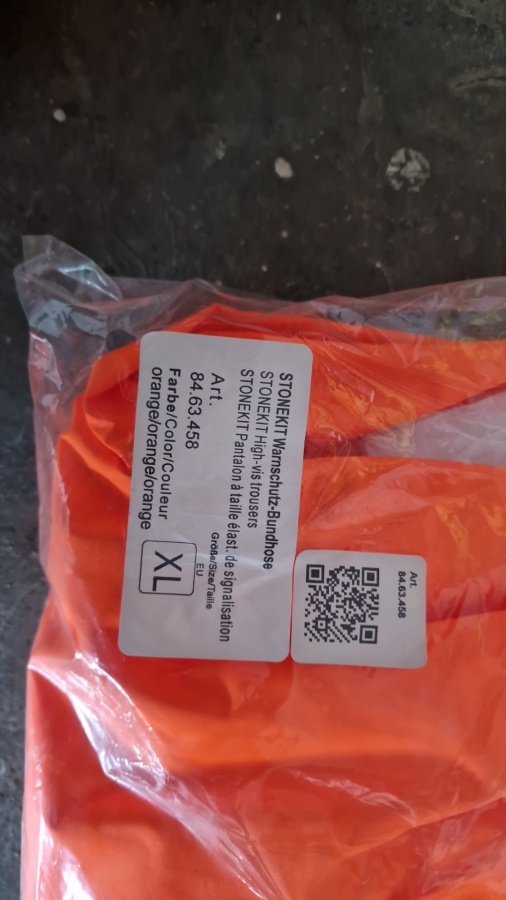 STONEKIT Warnschutz-Bundhose
STONEKIT High-vis trousers
STONEKIT Pantalon à taille élast. de signalisation
Art.
84.63.458
Größe/Size/Taille
EU
XL
Farbe/Color/Couleur
orange/orange/orange
Art.
84.63.458